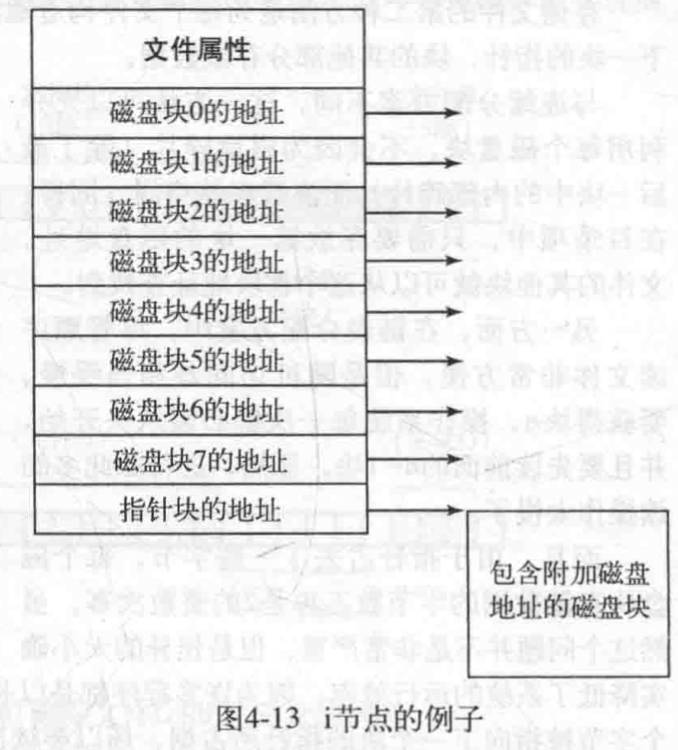 文件属性
磁盘块0的地址
磁盘块1的地址
磁盘块2的地址
磁盘块3的地址
磁盘块4的地址
磁盘块5的地址
磁盘块6的地址
磁盘块7的地址
指针块的地址
包含附加磁盘
地址的磁盘块
图4-13 i节点的例子